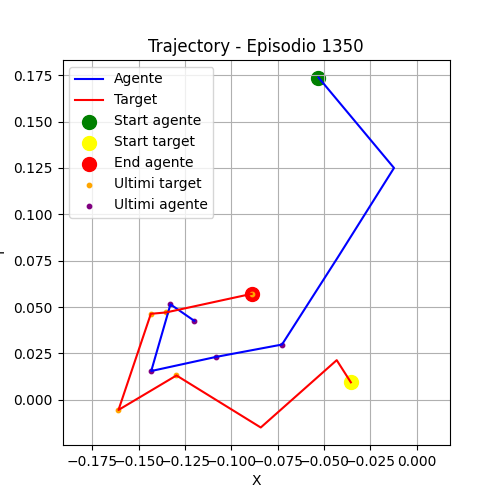 Trajectory - Episodio 1350
Agente
Target
Start agente
Start target
End agente
Ultimi target
Ultimi agente
0.175
0.150
0.125
0.100
0.075
0.050
0.025
0.000
−0.175 −0.150 −0.125 −0.100 −0.075 −0.050 −0.025 0.000
X